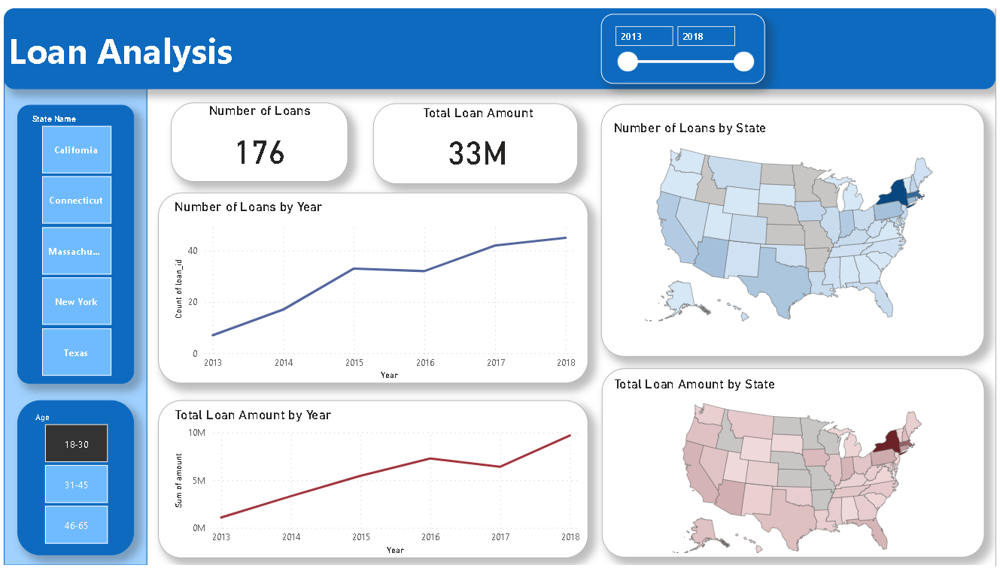 Loan Analysis
2013
2018
State Name
California
Connecticut
Massachu...
New York
Texas
Age
18-30
31-45
46-65
Number of Loans
176
Total Loan Amount
33M
Number of Loans by Year
Count of loan_id
40
20
0
2013 2014 2015 2016 2017 2018
Year
Total Loan Amount by Year
Sum of amount
10M
5M
0M
2013 2014 2015 2016 2017 2018
Year
Number of Loans by State
Total Loan Amount by State